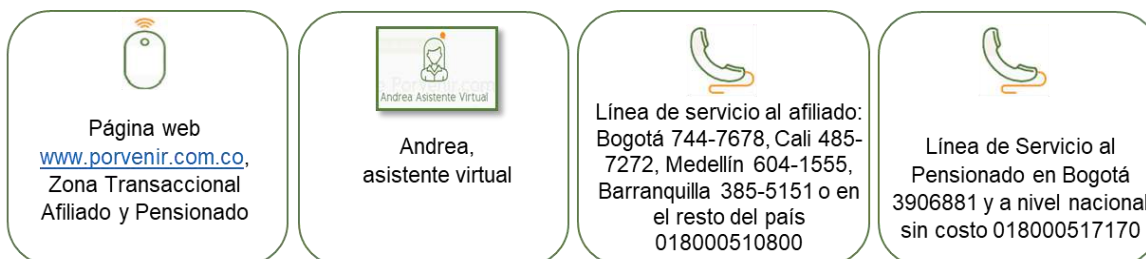 Página web
www.porvenir.com.co,
Zona Transaccional
Afiliado y Pensionado
Porvenir.com
Andrea Asistente Virtual
Andrea,
asistente virtual
Línea de servicio al afiliado:
Bogotá 744-7678, Cali 485-
7272, Medellín 604-1555,
Barranquilla 385-5151 o en
el resto del país
018000510800
Línea de Servicio al
Pensionado en Bogotá
3906881 y a nivel nacional
sin costo 018000517170